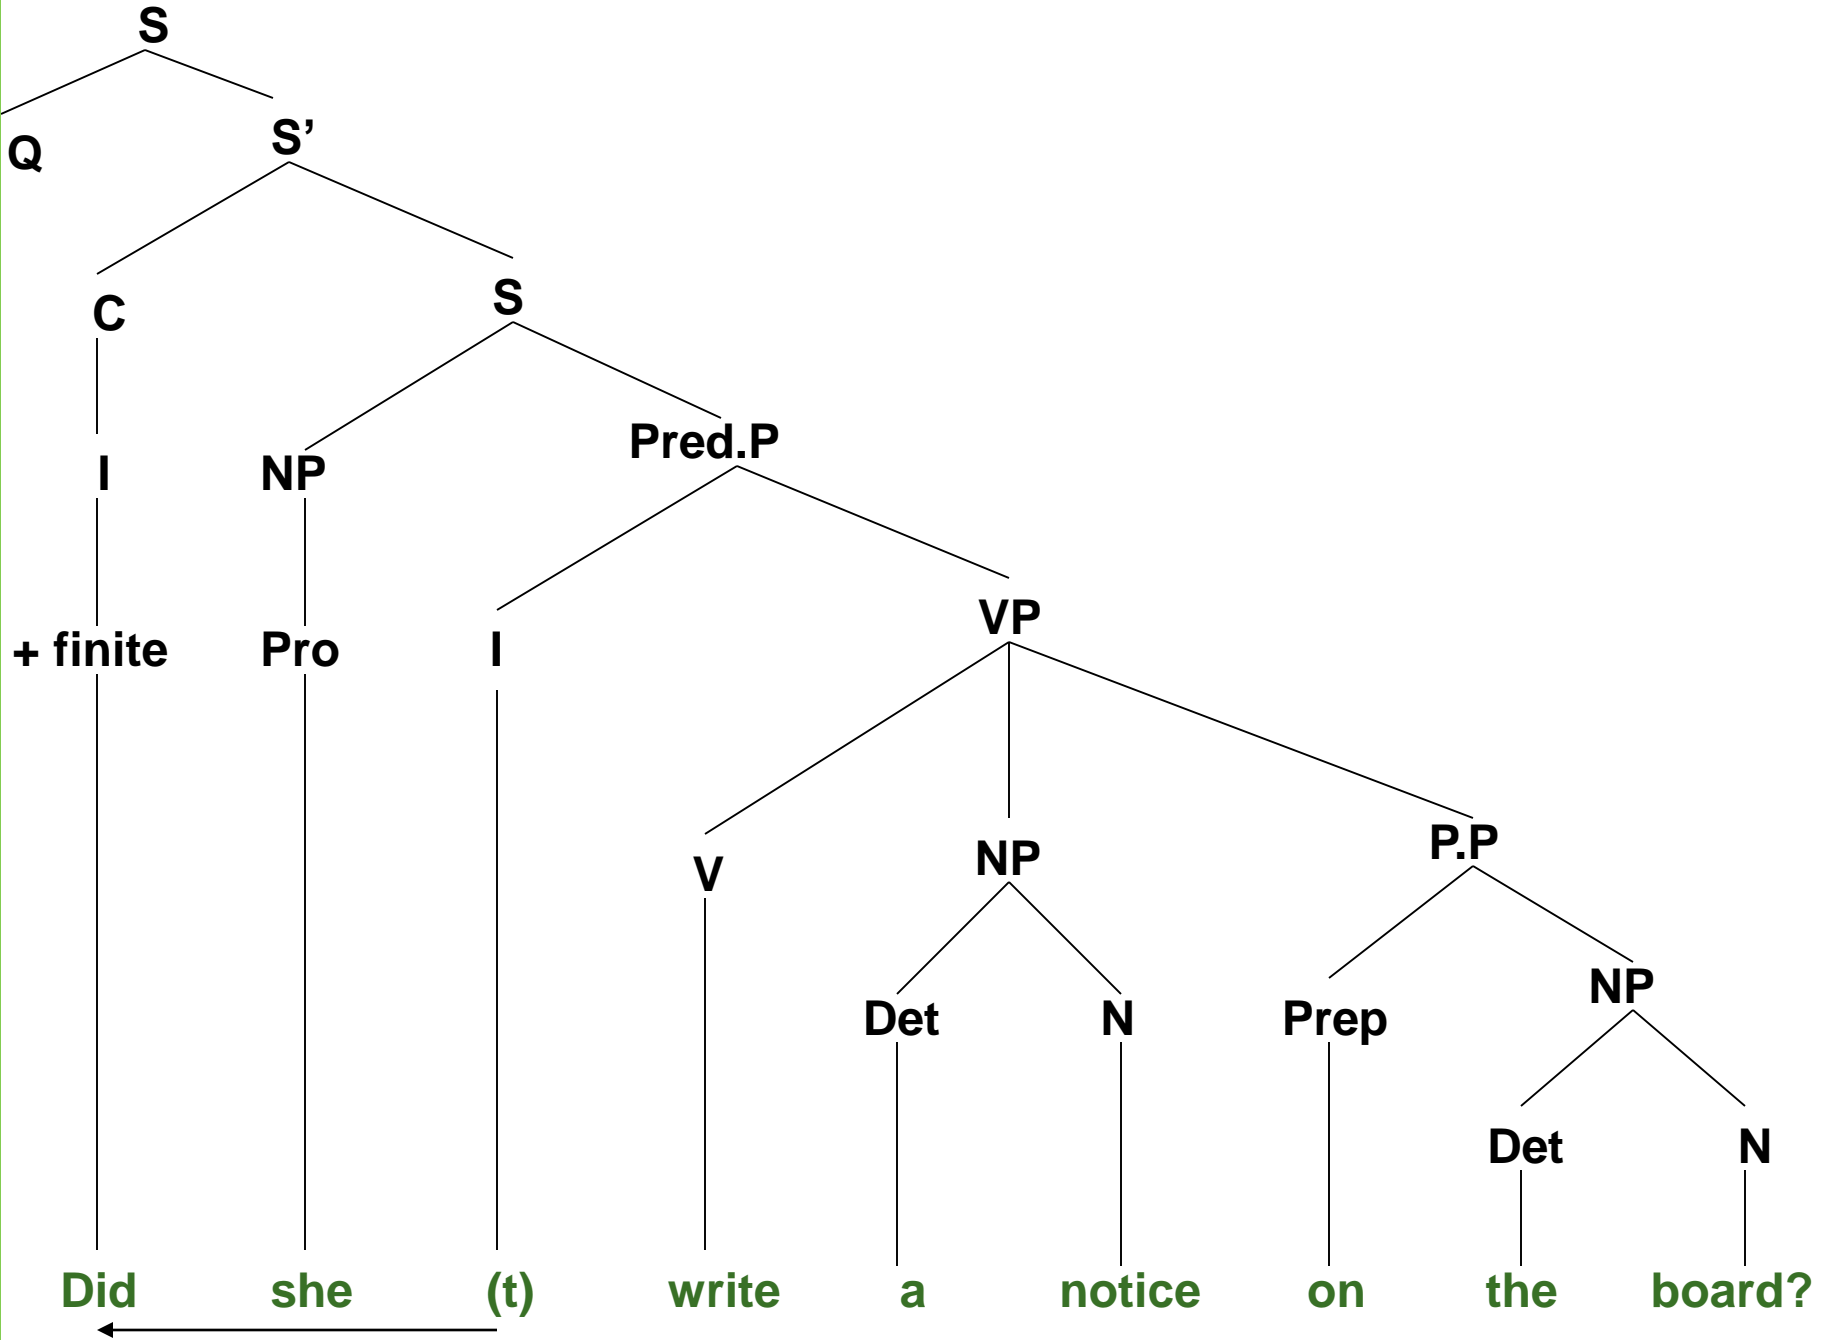 S
Q S’
C S
I NP Pred.P
+ finite Pro I VP
V NP P.P
Det N Prep NP
Det N
Did she (t) write a notice on the board?